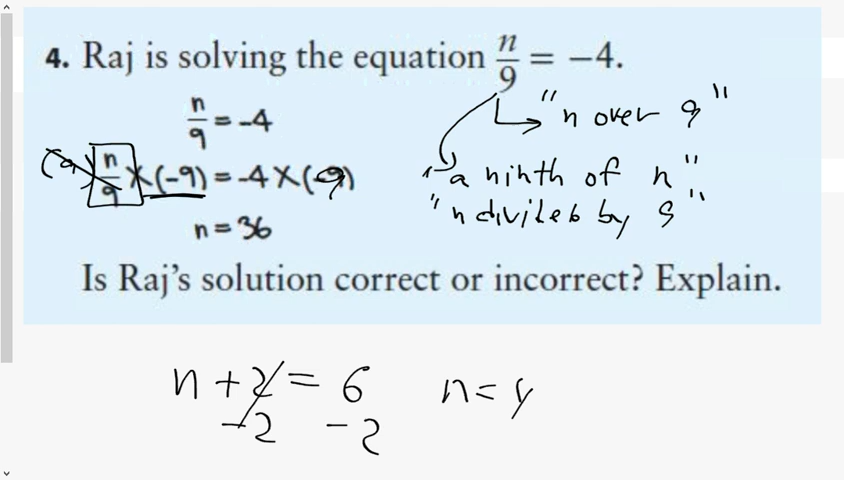 4. Raj is solving the equation n/9 = −4.
n/9 = −4
"n over 9"
(9) n/9 × (−9) = −4 × (−9)
"a ninth of n"
"n divided by 9"
n = 36
Is Raj's solution correct or incorrect? Explain.
n + 2 = 6
n = 4
−2 −2